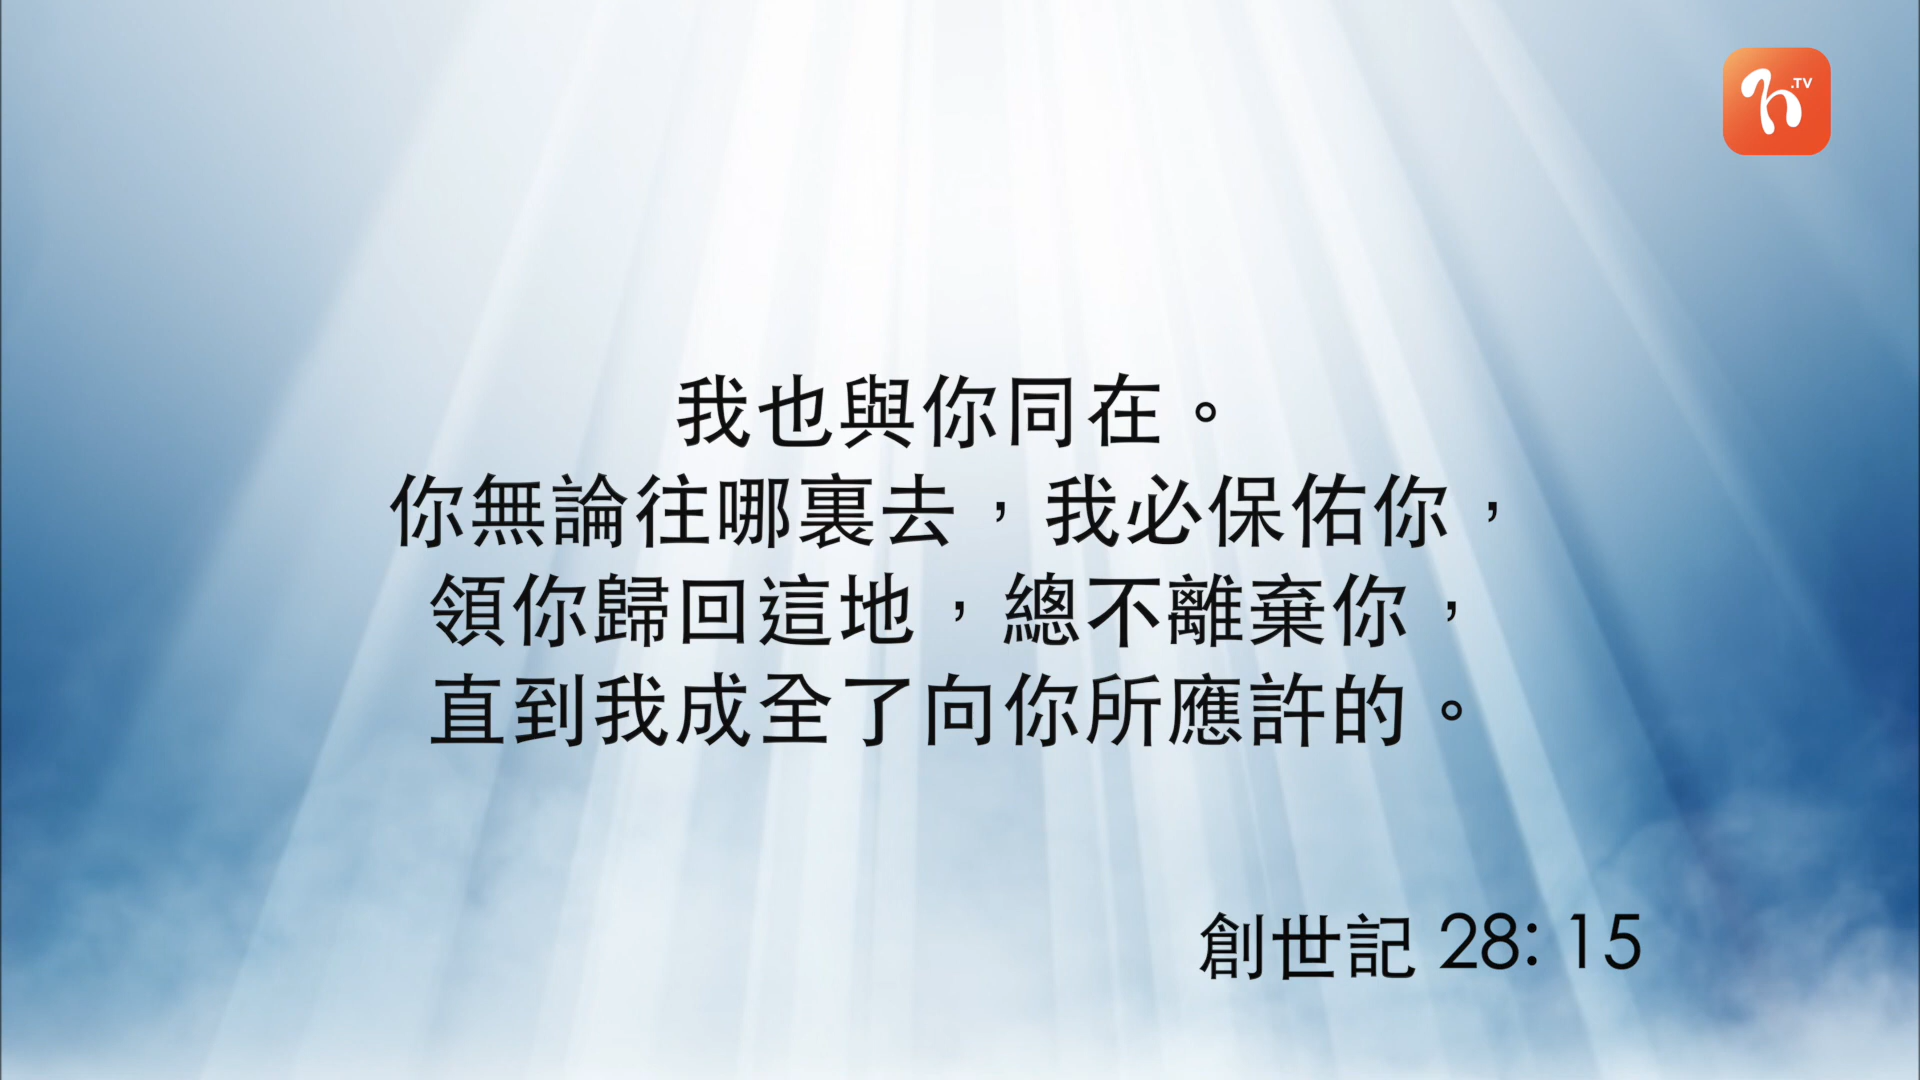 h.TV
我也與你同在。
你無論往哪裏去，我必保佑你，
領你歸回這地，總不離棄你，
直到我成全了向你所應許的。
創世記 28: 15